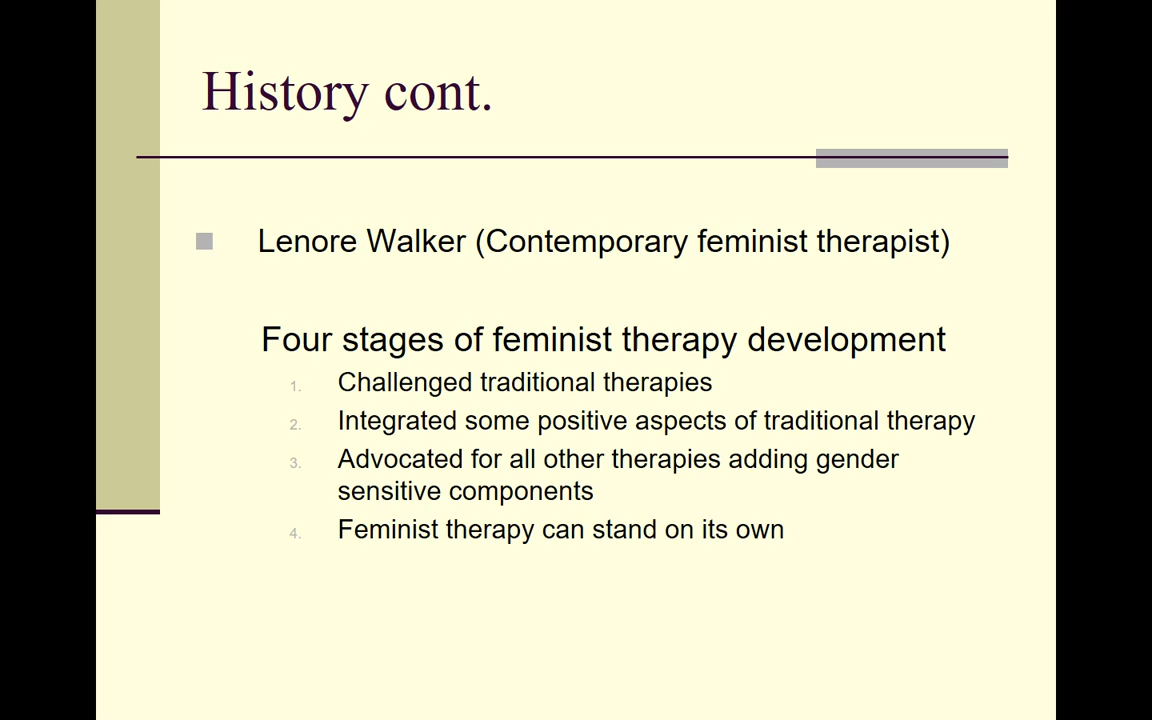 History cont.
Lenore Walker (Contemporary feminist therapist)
Four stages of feminist therapy development
1. Challenged traditional therapies
2. Integrated some positive aspects of traditional therapy
3. Advocated for all other therapies adding gender
sensitive components
4. Feminist therapy can stand on its own